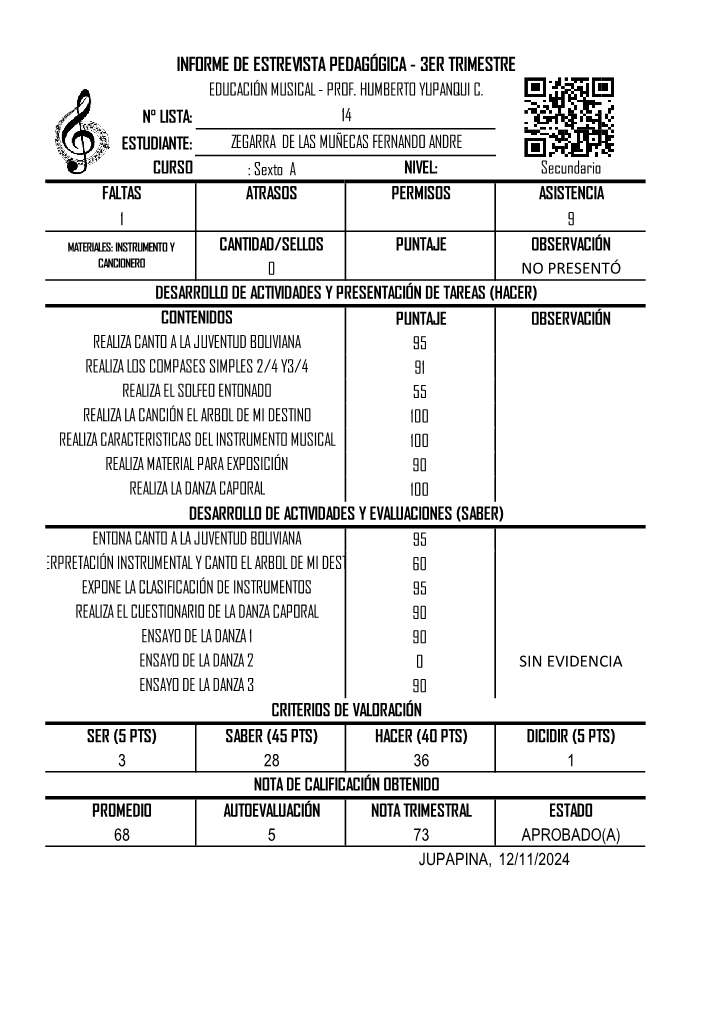 INFORME DE ESTREVISTA PEDAGÓGICA - 3ER TRIMESTRE
EDUCACIÓN MUSICAL - PROF. HUMBERTO YUPANQUI C.
Nº LISTA: 14
ESTUDIANTE: ZEGARRA DE LAS MUÑECAS FERNANDO ANDRE
CURSO : Sexto A NIVEL: Secundario
FALTAS ATRASOS PERMISOS ASISTENCIA
1 9
MATERIALES: INSTRUMENTO Y CANCIONERO CANTIDAD/SELLOS PUNTAJE OBSERVACIÓN
0 NO PRESENTÓ
DESARROLLO DE ACTIVIDADES Y PRESENTACIÓN DE TAREAS (HACER)
CONTENIDOS PUNTAJE OBSERVACIÓN
REALIZA CANTO A LA JUVENTUD BOLIVIANA 95
REALIZA LOS COMPASES SIMPLES 2/4 Y3/4 91
REALIZA EL SOLFEO ENTONADO 55
REALIZA LA CANCIÓN EL ARBOL DE MI DESTINO 100
REALIZA CARACTERISTICAS DEL INSTRUMENTO MUSICAL 100
REALIZA MATERIAL PARA EXPOSICIÓN 90
REALIZA LA DANZA CAPORAL 100
DESARROLLO DE ACTIVIDADES Y EVALUACIONES (SABER)
ENTONA CANTO A LA JUVENTUD BOLIVIANA 95
ERPRETACIÓN INSTRUMENTAL Y CANTO EL ARBOL DE MI DEST 60
EXPONE LA CLASIFICACIÓN DE INSTRUMENTOS 95
REALIZA EL CUESTIONARIO DE LA DANZA CAPORAL 90
ENSAYO DE LA DANZA 1 90
ENSAYO DE LA DANZA 2 0 SIN EVIDENCIA
ENSAYO DE LA DANZA 3 90
CRITERIOS DE VALORACIÓN
SER (5 PTS) SABER (45 PTS) HACER (40 PTS) DICIDIR (5 PTS)
3 28 36 1
NOTA DE CALIFICACIÓN OBTENIDO
PROMEDIO AUTOEVALUACIÓN NOTA TRIMESTRAL ESTADO
68 5 73 APROBADO(A)
JUPAPINA, 12/11/2024